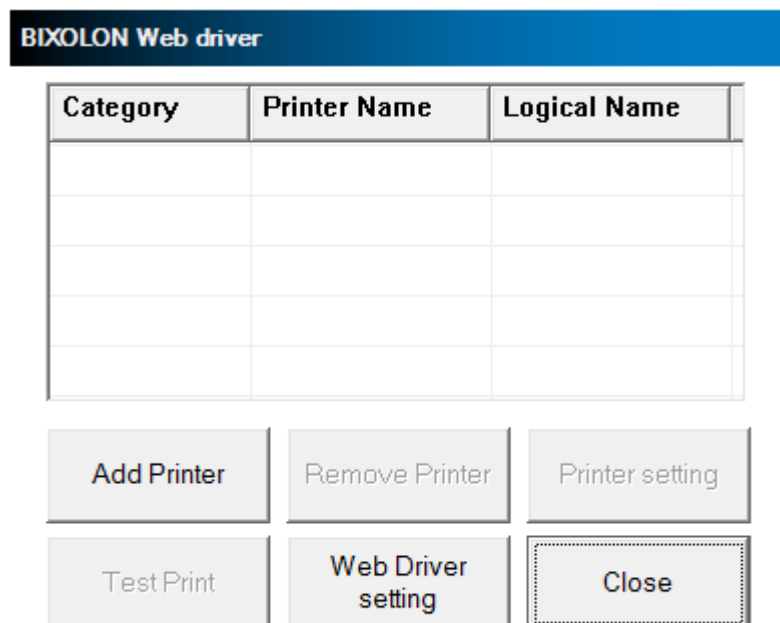 BIXOLON Web driver
Category Printer Name Logical Name
Add Printer Remove Printer Printer setting
Test Print Web Driver setting Close